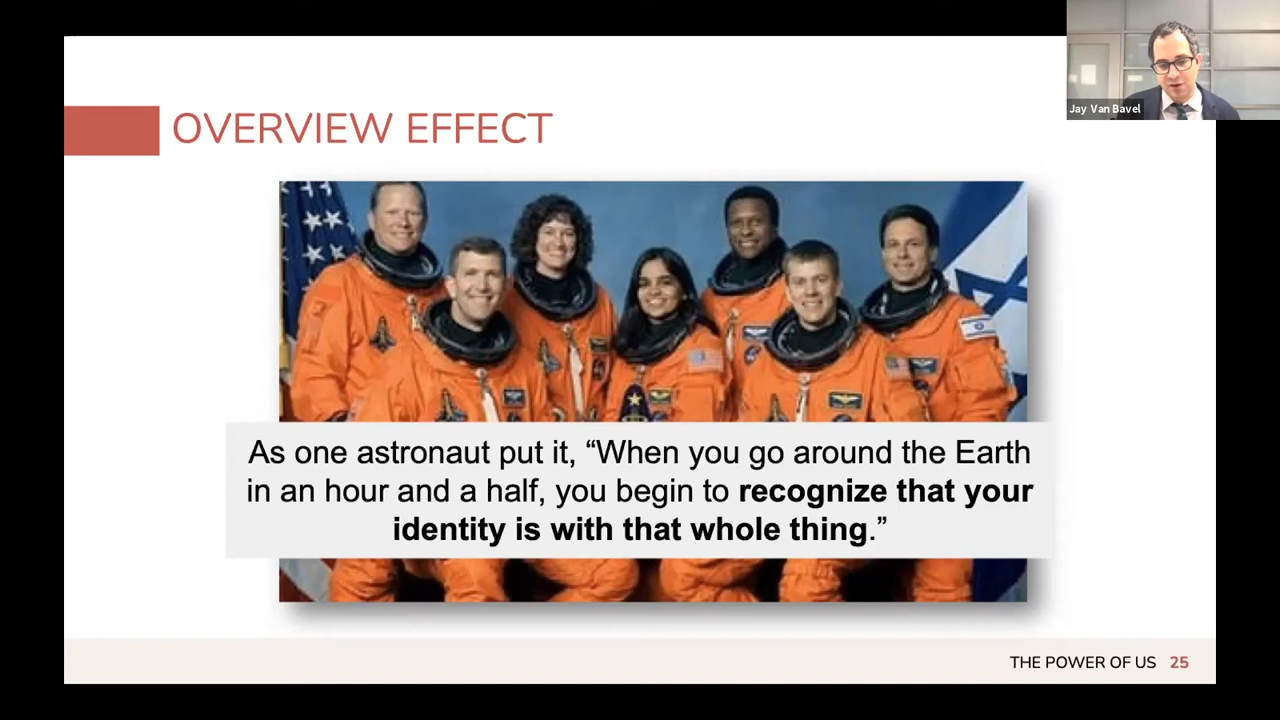 Jay Van Bavel
OVERVIEW EFFECT
As one astronaut put it, “When you go around the Earth
in an hour and a half, you begin to recognize that your
identity is with that whole thing.”
THE POWER OF US 25